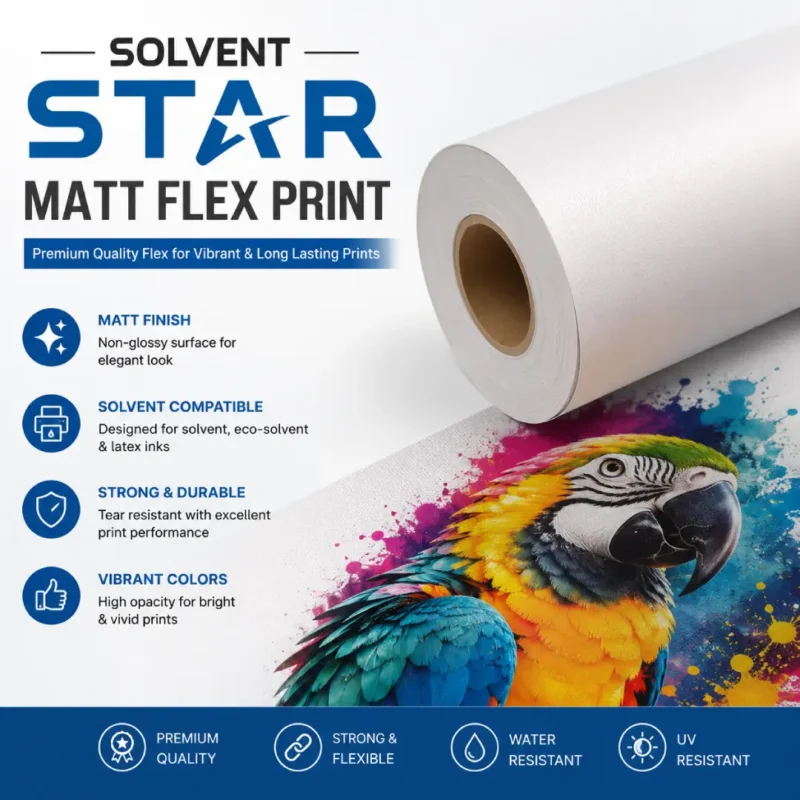 SOLVENT
STAR
MATT FLEX PRINT
Premium Quality Flex for Vibrant & Long Lasting Prints
MATT FINISH
Non-glossy surface for
elegant look
SOLVENT COMPATIBLE
Designed for solvent, eco-solvent
& latex inks
STRONG & DURABLE
Tear resistant with excellent
print performance
VIBRANT COLORS
High opacity for bright
& vivid prints
PREMIUM
QUALITY
STRONG &
FLEXIBLE
WATER
RESISTANT
UV
RESISTANT